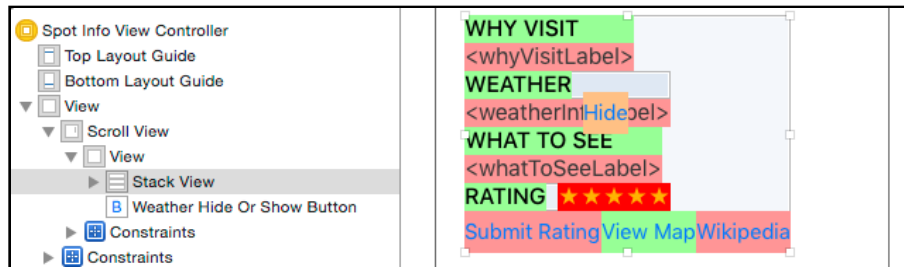 Spot Info View Controller
Top Layout Guide
Bottom Layout Guide
View
Scroll View
View
Stack View
B Weather Hide Or Show Button
Constraints
Constraints
WHY VISIT
<whyVisitLabel>
WEATHER
<weatherInf Hide bel>
WHAT TO SEE
<whatToSeeLabel>
RATING ★★★★★
Submit Rating View Map Wikipedia